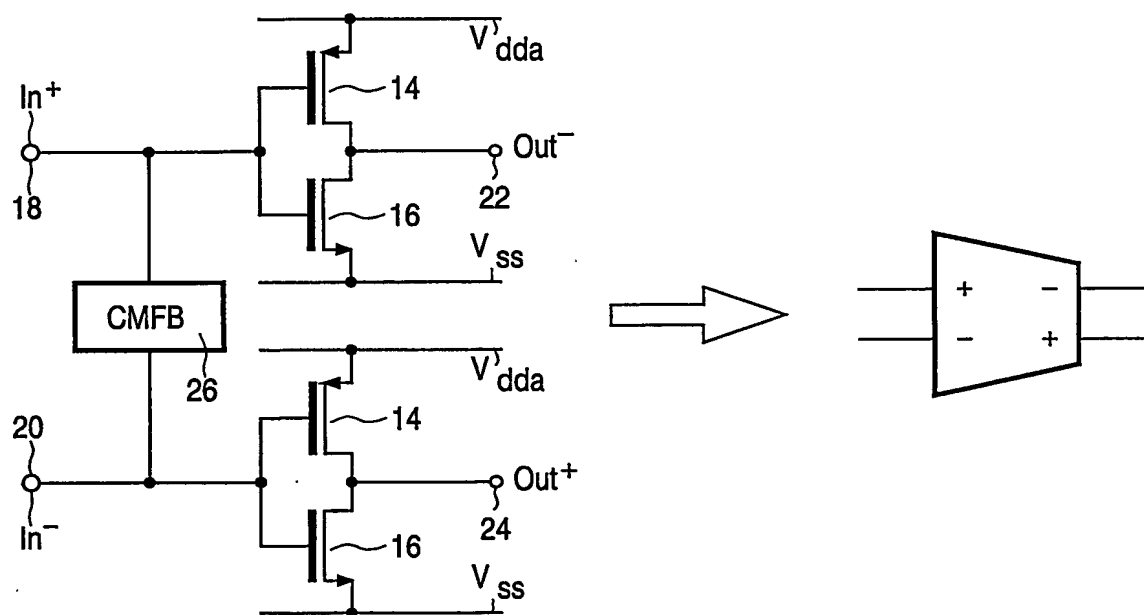 V'dda
In+
14
Out−
18
22
16
Vss
CMFB
26
+ −
− +
V'dda
20
14
Out+
In−
24
16
Vss